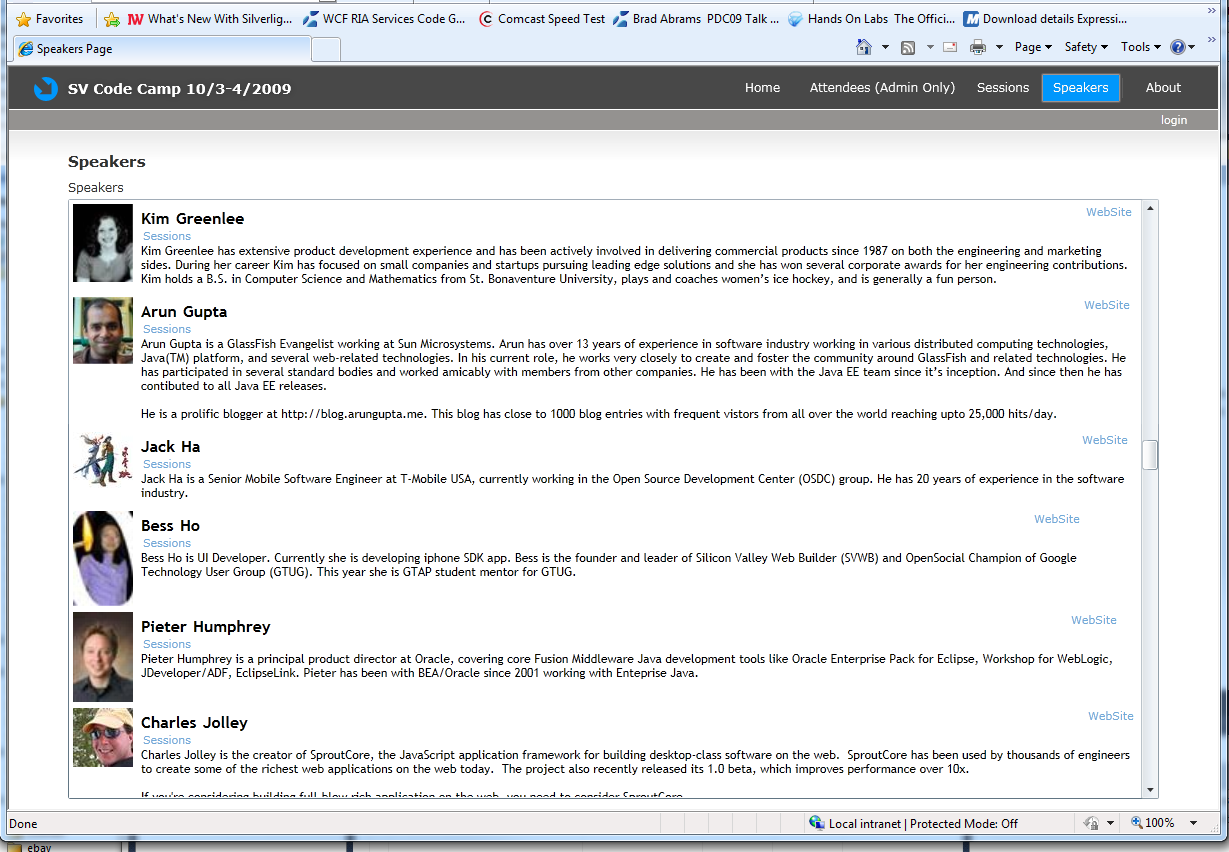 Favorites
What's New With Silverlig...
WCF RIA Services Code G...
Comcast Speed Test
Brad Abrams PDC09 Talk ...
Hands On Labs The Offici...
Download details Expressi...
Speakers Page
Page
Safety
Tools
SV Code Camp 10/3-4/2009
Home
Attendees (Admin Only)
Sessions
Speakers
About
login
Speakers
Speakers
Kim Greenlee
WebSite
Sessions
Kim Greenlee has extensive product development experience and has been actively involved in delivering commercial products since 1987 on both the engineering and marketing
sides. During her career Kim has focused on small companies and startups pursuing leading edge solutions and she has won several corporate awards for her engineering contributions.
Kim holds a B.S. in Computer Science and Mathematics from St. Bonaventure University, plays and coaches women's ice hockey, and is generally a fun person.
Arun Gupta
WebSite
Sessions
Arun Gupta is a GlassFish Evangelist working at Sun Microsystems. Arun has over 13 years of experience in software industry working in various distributed computing technologies,
Java(TM) platform, and several web-related technologies. In his current role, he works very closely to create and foster the community around GlassFish and related technologies. He
has participated in several standard bodies and worked amicably with members from other companies. He has been with the Java EE team since it's inception. And since then he has
contibuted to all Java EE releases.
He is a prolific blogger at http://blog.arungupta.me. This blog has close to 1000 blog entries with frequent vistors from all over the world reaching upto 25,000 hits/day.
Jack Ha
WebSite
Sessions
Jack Ha is a Senior Mobile Software Engineer at T-Mobile USA, currently working in the Open Source Development Center (OSDC) group. He has 20 years of experience in the software
industry.
Bess Ho
WebSite
Sessions
Bess Ho is UI Developer. Currently she is developing iphone SDK app. Bess is the founder and leader of Silicon Valley Web Builder (SVWB) and OpenSocial Champion of Google
Technology User Group (GTUG). This year she is GTAP student mentor for GTUG.
Pieter Humphrey
WebSite
Sessions
Pieter Humphrey is a principal product director at Oracle, covering core Fusion Middleware Java development tools like Oracle Enterprise Pack for Eclipse, Workshop for WebLogic,
JDeveloper/ADF, EclipseLink. Pieter has been with BEA/Oracle since 2001 working with Enteprise Java.
Charles Jolley
WebSite
Sessions
Charles Jolley is the creator of SproutCore, the JavaScript application framework for building desktop-class software on the web. SproutCore has been used by thousands of engineers
to create some of the richest web applications on the web today. The project also recently released its 1.0 beta, which improves performance over 10x.
If you're considering building full-blow rich application on the web, you need to consider SproutCore
Done
Local intranet | Protected Mode: Off
100%
ebay